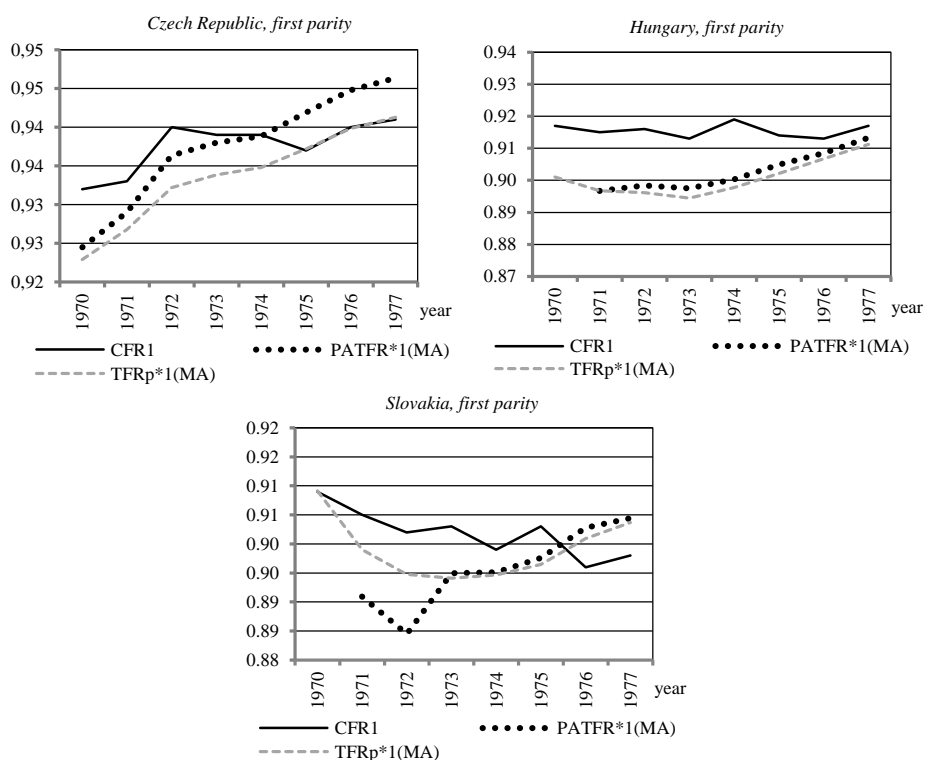 Czech Republic, first parity
0,95
0,95
0,94
0,94
0,93
0,93
0,92
1970 1971 1972 1973 1974 1975 1976 1977 year
CFR1 PATFR*1(MA)
TFRp*1(MA)
Hungary, first parity
0.94
0.93
0.92
0.91
0.90
0.89
0.88
0.87
1970 1971 1972 1973 1974 1975 1976 1977 year
CFR1 PATFR*1(MA)
TFRp*1(MA)
Slovakia, first parity
0.92
0.92
0.91
0.91
0.90
0.90
0.89
0.89
0.88
1970 1971 1972 1973 1974 1975 1976 1977 year
CFR1 PATFR*1(MA)
TFRp*1(MA)